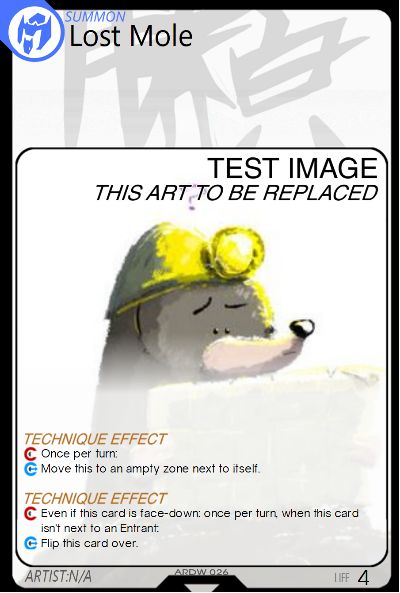 SUMMON
Lost Mole
TEST IMAGE
THIS ART TO BE REPLACED
?
TECHNIQUE EFFECT
Once per turn:
Move this to an ampty zone next to itself.
TECHNIQUE EFFECT
Even if this card is face-down: once per turn, when this card
isn't next to an Entrant:
Flip this card over.
ARTIST:N/A
ARDW 026
LIFE 4